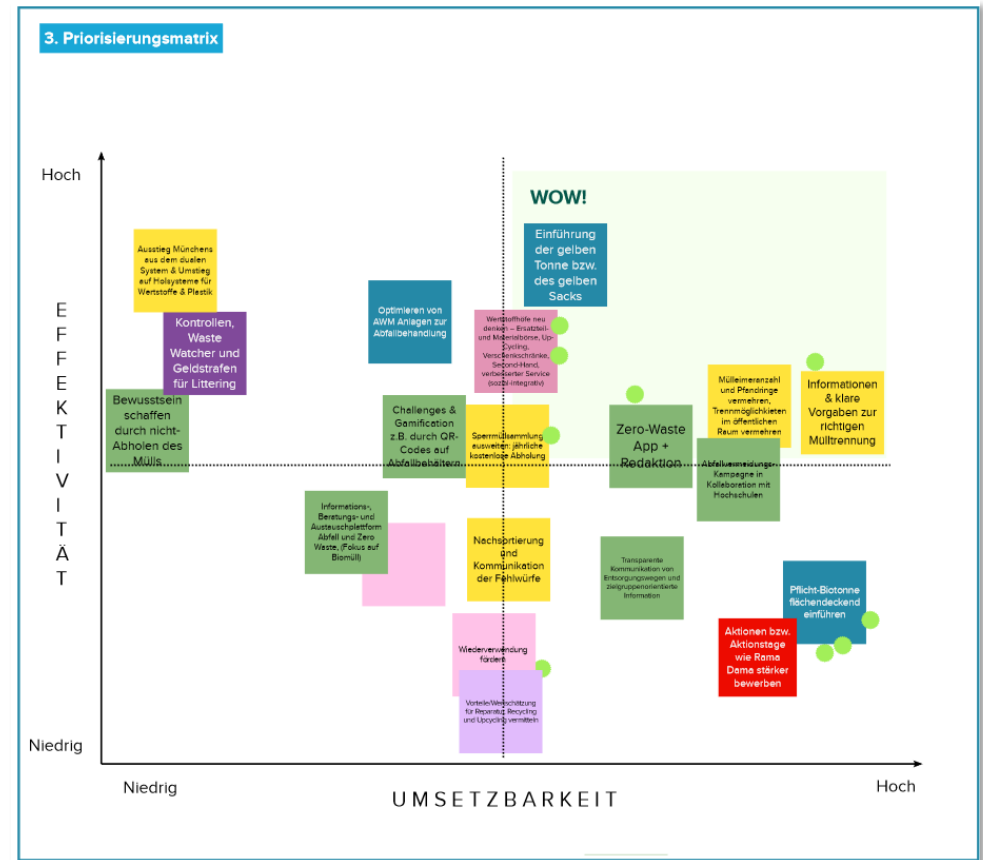 3. Priorisierungsmatrix
Hoch
WOW!
Einführung
der gelben
Tonne bzw.
des gelben
Sacks
Ausstieg Münchens
aus dem dualen
System & Umstieg
auf Holsysteme für
Wertstoffe & Plastik
Optimieren von
AWM Anlagen zur
Abfallbehandlung
Kontrollen,
Waste
Watcher und
Geldstrafen
für Littering
Wertstoffhöfe neu
denken – Ersatzteil-
und Materialbörse, Up-
Cycling,
Verschenkschränke,
Second-Hand,
verbesserter Service
(sozial-integrativ)
Mülleimeranzahl
und Pfandringe
vermehren,
Trennmöglichkieten
im öffentlichen
Raum vermehren
Informationen
& klare
Vorgaben zur
richtigen
Mülltrennung
Bewusstsein
schaffen
durch nicht-
Abholen des
Mülls
Challenges &
Gamification
z.B. durch QR-
Codes auf
Abfallbehältern
Sperrmüllsammlung
ausweiten: jährliche
kostenlose Abholung
Zero-Waste
App +
Redaktion
Abfallvermeidungs-
Kampagne in
Kollaboration mit
Hochschulen
EFFEKTIVITÄT
Informations-,
Beratungs- und
Austauschplattform
Abfall und Zero
Waste, (Fokus auf
Biomüll)
Nachsortierung
und
Kommunikation
der Fehlwürfe
Transparente
Kommunikation von
Entsorgungswegen und
zielgruppenorientierte
Information
Pflicht-Biotonne
flächendeckend
einführen
Aktionen bzw.
Aktionstage
wie Rama
Dama stärker
bewerben
Wiederverwendung
fördern
Vorteile/Wertschätzung
für Reparatur, Recycling
und Upcycling vermitteln
Niedrig
Niedrig
UMSETZBARKEIT
Hoch